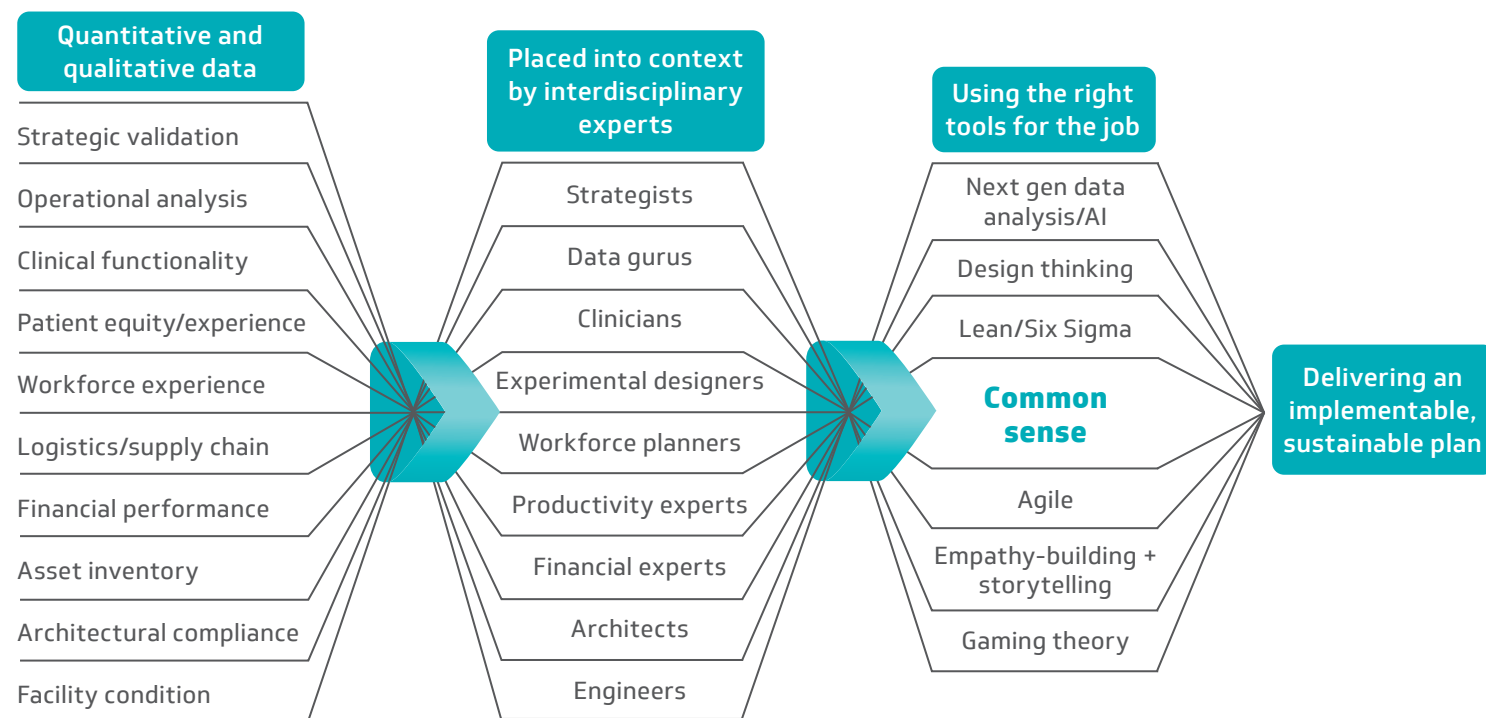 Quantitative and
qualitative data
Strategic validation
Operational analysis
Clinical functionality
Patient equity/experience
Workforce experience
Logistics/supply chain
Financial performance
Asset inventory
Architectural compliance
Facility condition
Placed into context
by interdisciplinary
experts
Strategists
Data gurus
Clinicians
Experimental designers
Workforce planners
Productivity experts
Financial experts
Architects
Engineers
Using the right
tools for the job
Next gen data
analysis/AI
Design thinking
Lean/Six Sigma
Common
sense
Agile
Empathy-building +
storytelling
Gaming theory
Delivering an
implementable,
sustainable plan